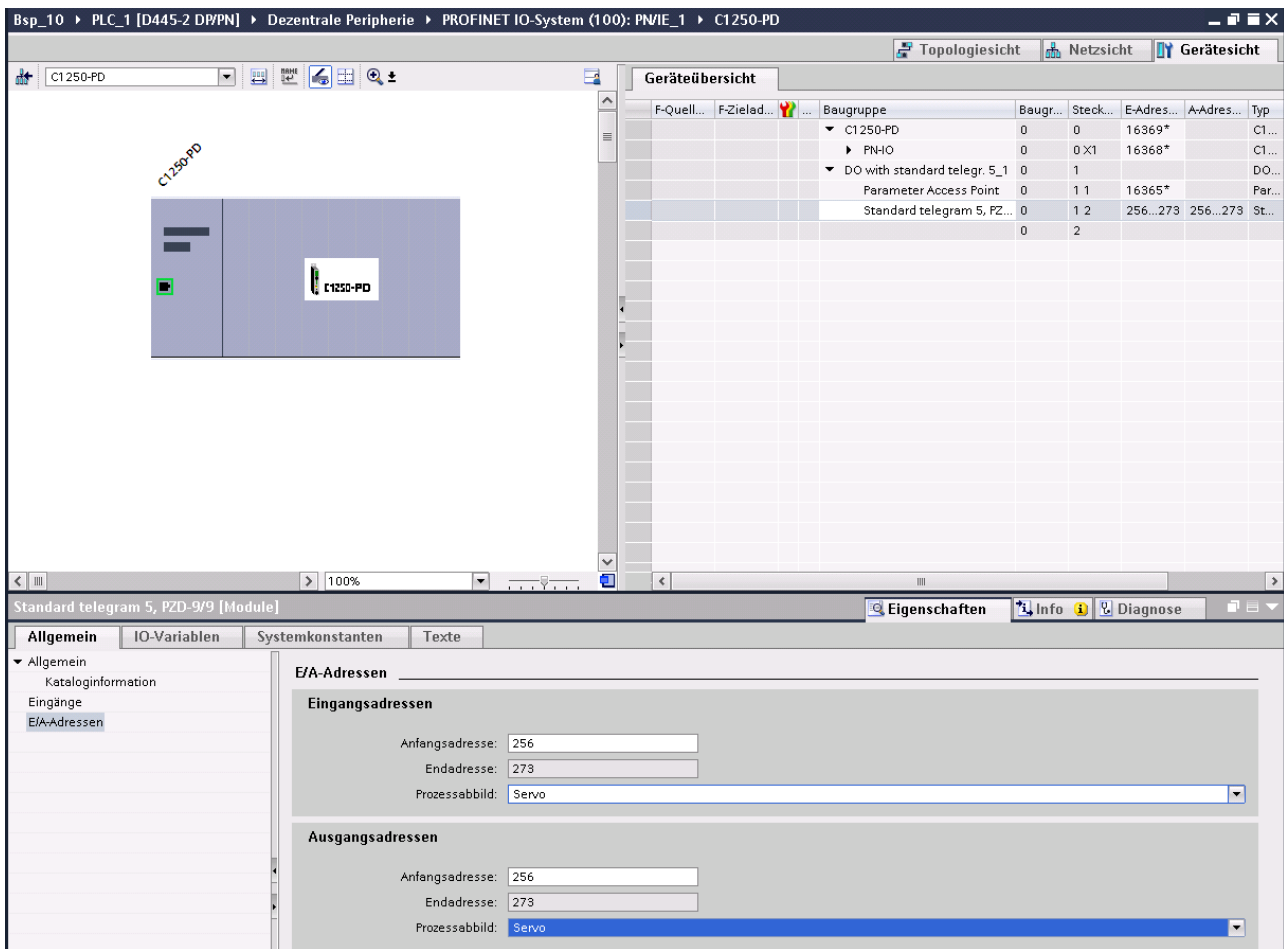 Bsp_10 ▸ PLC_1 [D445-2 DP/PN] ▸ Dezentrale Peripherie ▸ PROFINET IO-System (100): PN/IE_1 ▸ C1250-PD
Topologiesicht Netzsicht Gerätesicht
C1250-PD
Geräteübersicht
F-Quell... F-Zielad... ... Baugruppe Baugr... Steck... E-Adres... A-Adres... Typ
C1250-PD 0 0 16369* C1...
PN-IO 0 0 X1 16368* C1...
DO with standard telegr. 5_1 0 1 DO...
Parameter Access Point 0 1 1 16365* Par...
Standard telegram 5, PZ... 0 1 2 256...273 256...273 St...
0 2
C1250-PD
C1250-PD
100%
Standard telegram 5, PZD-9/9 [Module]
Eigenschaften Info Diagnose
Allgemein IO-Variablen Systemkonstanten Texte
Allgemein
Kataloginformation
Eingänge
E/A-Adressen
E/A-Adressen
Eingangsadressen
Anfangsadresse: 256
Endadresse: 273
Prozessabbild: Servo
Ausgangsadressen
Anfangsadresse: 256
Endadresse: 273
Prozessabbild: Servo